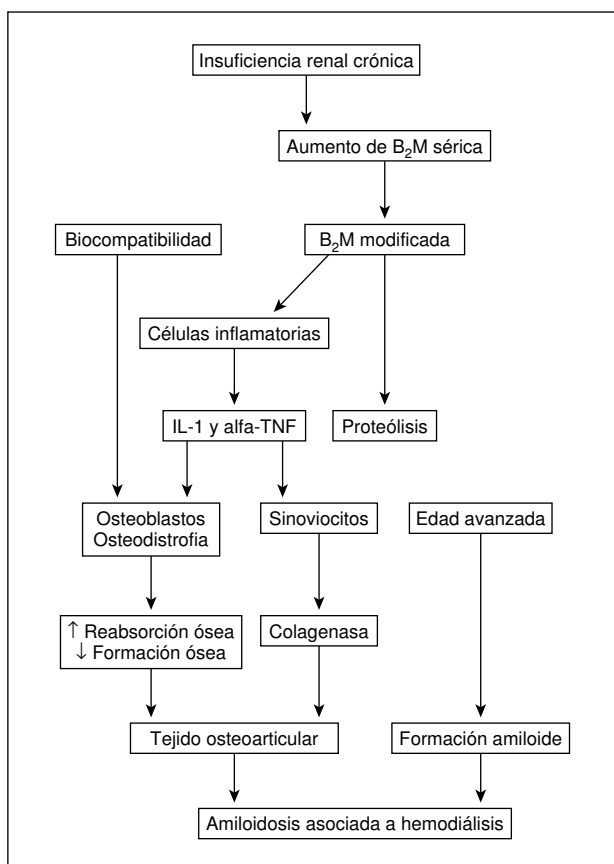 Insuficiencia renal crónica
Aumento de B₂M sérica
Biocompatibilidad
B₂M modificada
Células inflamatorias
IL-1 y alfa-TNF
Proteólisis
Osteoblastos
Osteodistrofia
Sinoviocitos
Edad avanzada
↑ Reabsorción ósea
↓ Formación ósea
Colagenasa
Tejido osteoarticular
Formación amiloide
Amiloidosis asociada a hemodiálisis